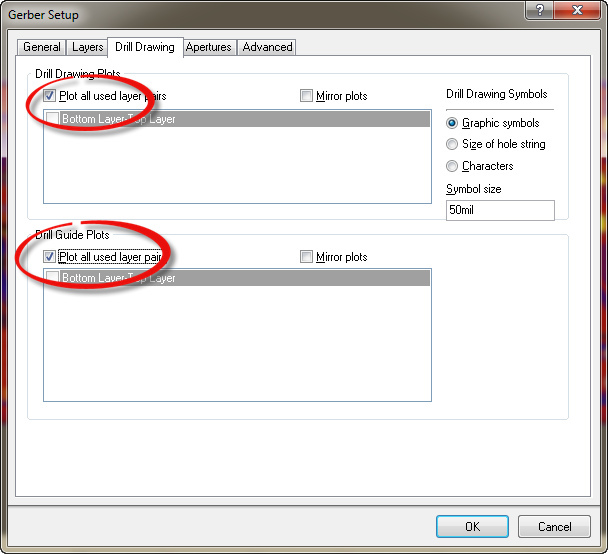 Gerber Setup
General Layers Drill Drawing Apertures Advanced
Drill Drawing Plots
Plot all used layer pairs Mirror plots
Bottom Layer-Top Layer
Drill Drawing Symbols
Graphic symbols
Size of hole string
Characters
Symbol size
50mil
Drill Guide Plots
Plot all used layer pair Mirror plots
Bottom Layer-Top Layer
OK Cancel